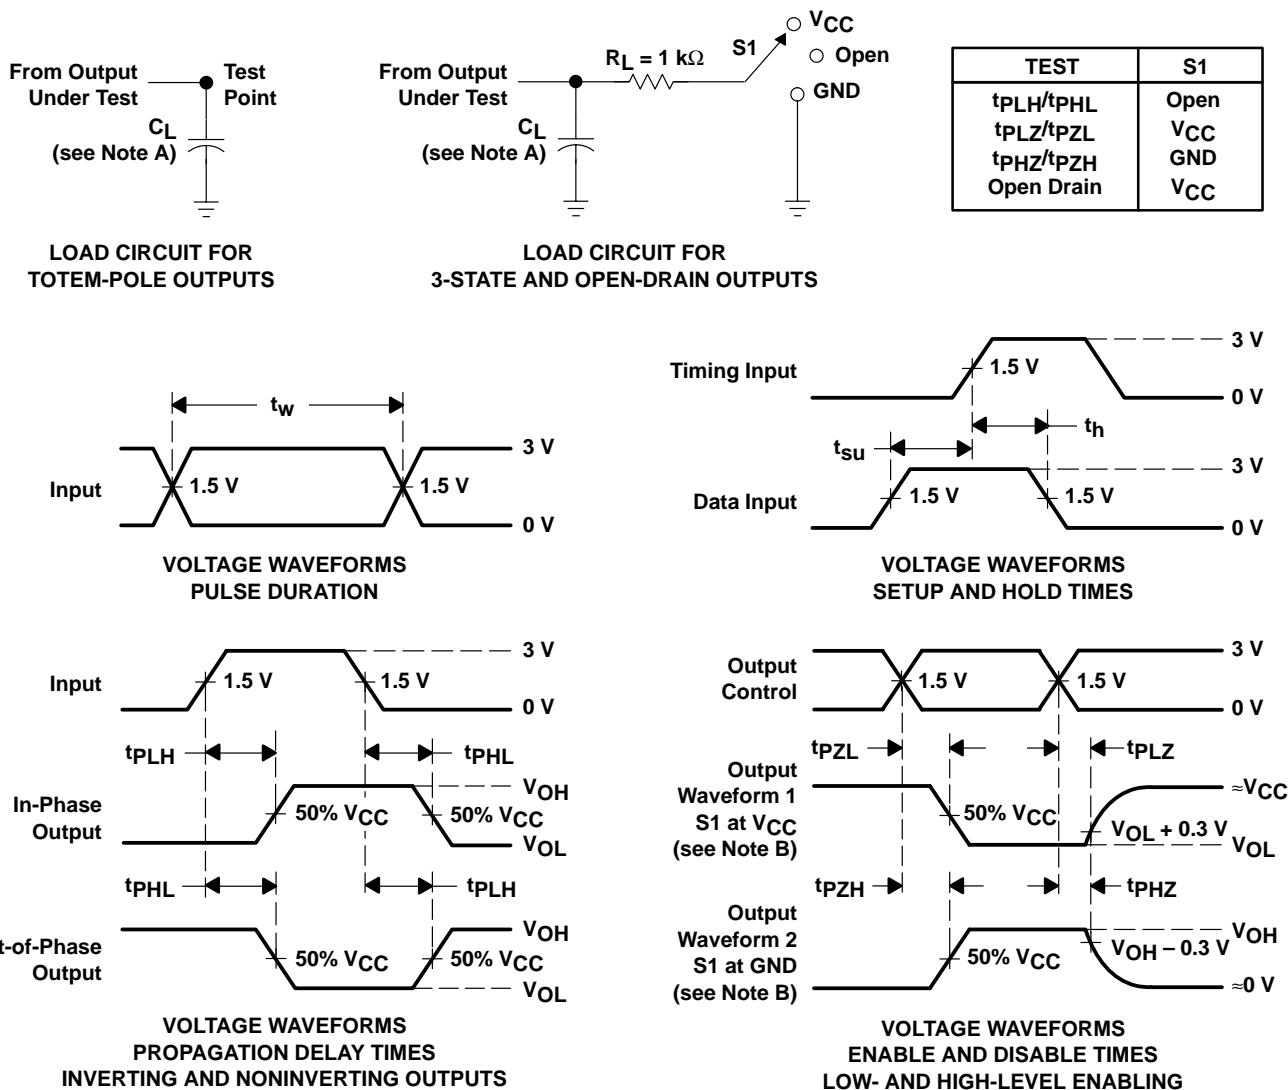 From Output
Under Test
Test
Point
CL
(see Note A)
LOAD CIRCUIT FOR
TOTEM-POLE OUTPUTS
From Output
Under Test
RL = 1 kΩ
S1
VCC
Open
GND
CL
(see Note A)
LOAD CIRCUIT FOR
3-STATE AND OPEN-DRAIN OUTPUTS
TEST S1
tPLH/tPHL Open
tPLZ/tPZL VCC
tPHZ/tPZH GND
Open Drain VCC
tw
Input
1.5 V
1.5 V
3 V
0 V
VOLTAGE WAVEFORMS
PULSE DURATION
Timing Input
1.5 V
3 V
0 V
th
tsu
Data Input
1.5 V
1.5 V
3 V
0 V
VOLTAGE WAVEFORMS
SETUP AND HOLD TIMES
Input
1.5 V
1.5 V
3 V
0 V
tPLH
tPHL
In-Phase
Output
50% VCC
50% VCC
VOH
VOL
tPHL
tPLH
t-of-Phase
Output
50% VCC
50% VCC
VOH
VOL
VOLTAGE WAVEFORMS
PROPAGATION DELAY TIMES
INVERTING AND NONINVERTING OUTPUTS
Output
Control
1.5 V
1.5 V
3 V
0 V
tPZL
tPLZ
Output
Waveform 1
S1 at VCC
(see Note B)
50% VCC
≈VCC
VOL + 0.3 V
VOL
tPZH
tPHZ
Output
Waveform 2
S1 at GND
(see Note B)
50% VCC
VOH
VOH – 0.3 V
≈0 V
VOLTAGE WAVEFORMS
ENABLE AND DISABLE TIMES
LOW- AND HIGH-LEVEL ENABLING